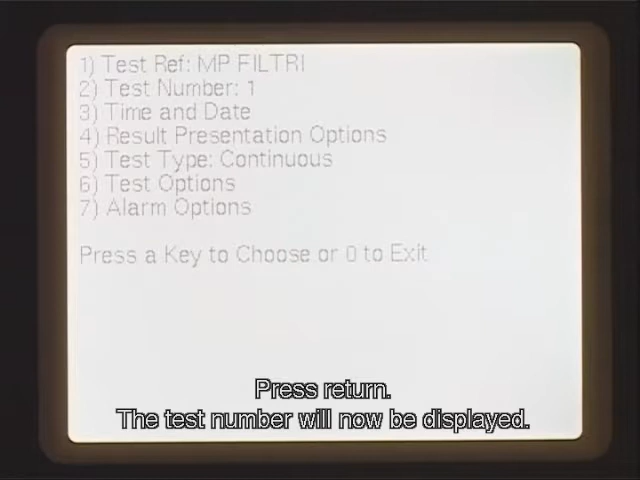 1) Test Ref: MP FILTRI
2) Test Number: 1
3) Time and Date
4) Result Presentation Options
5) Test Type: Continuous
6) Test Options
7) Alarm Options
Press a Key to Choose or 0 to Exit
Press return.
The test number will now be displayed.